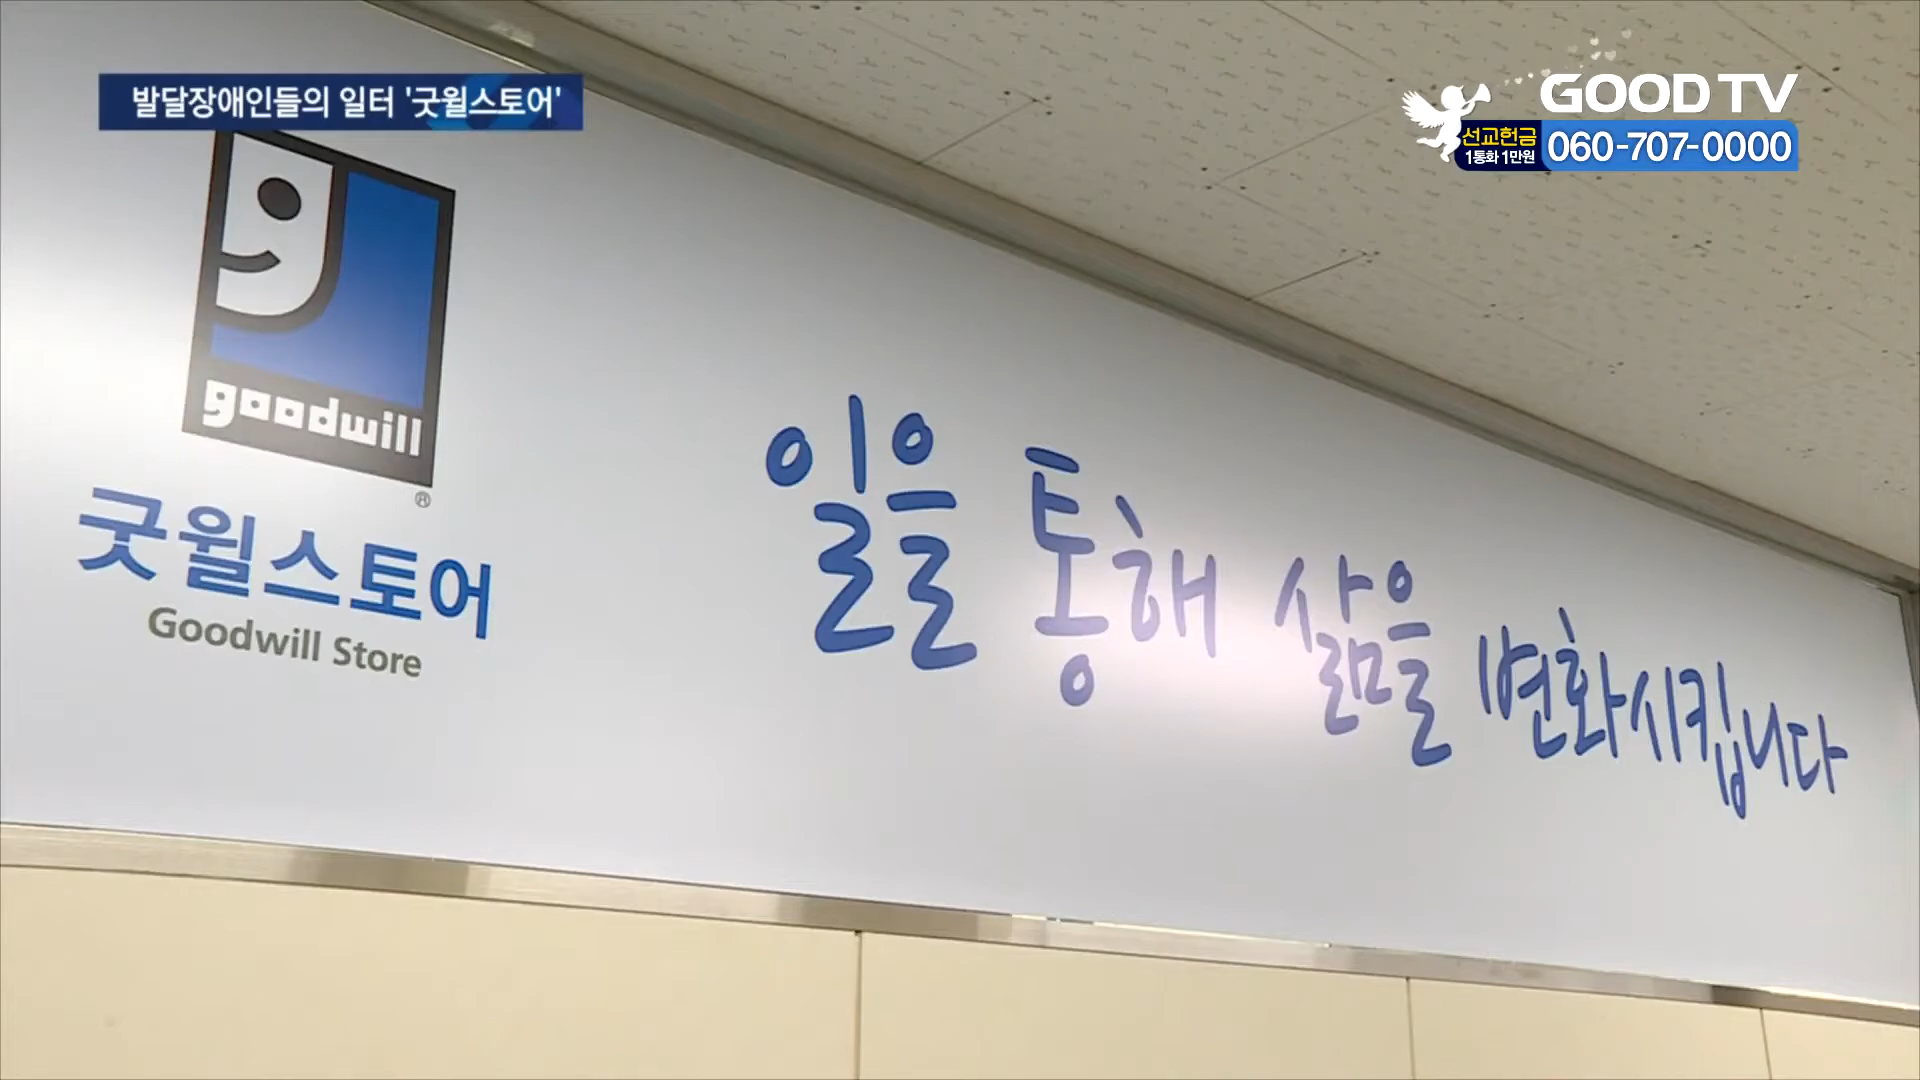 발달장애인들의 일터 '굿윌스토어'
GOOD TV
선교헌금
1통화 1만원
060-707-0000
goodwill
®
굿윌스토어
Goodwill Store
일을 통해 삶을 변화시킵니다